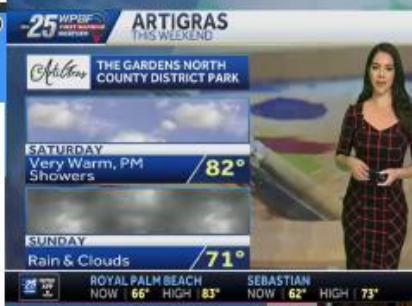 25 WPBF
FIRST WARNING
WEATHER
ARTIGRAS
THIS WEEKEND
ArtiGras
THE GARDENS NORTH
COUNTY DISTRICT PARK
SATURDAY
Very Warm, PM
Showers
82°
SUNDAY
Rain & Clouds
71°
ROYAL PALM BEACH
NOW 66° HIGH 83°
SEBASTIAN
NOW 62° HIGH 73°